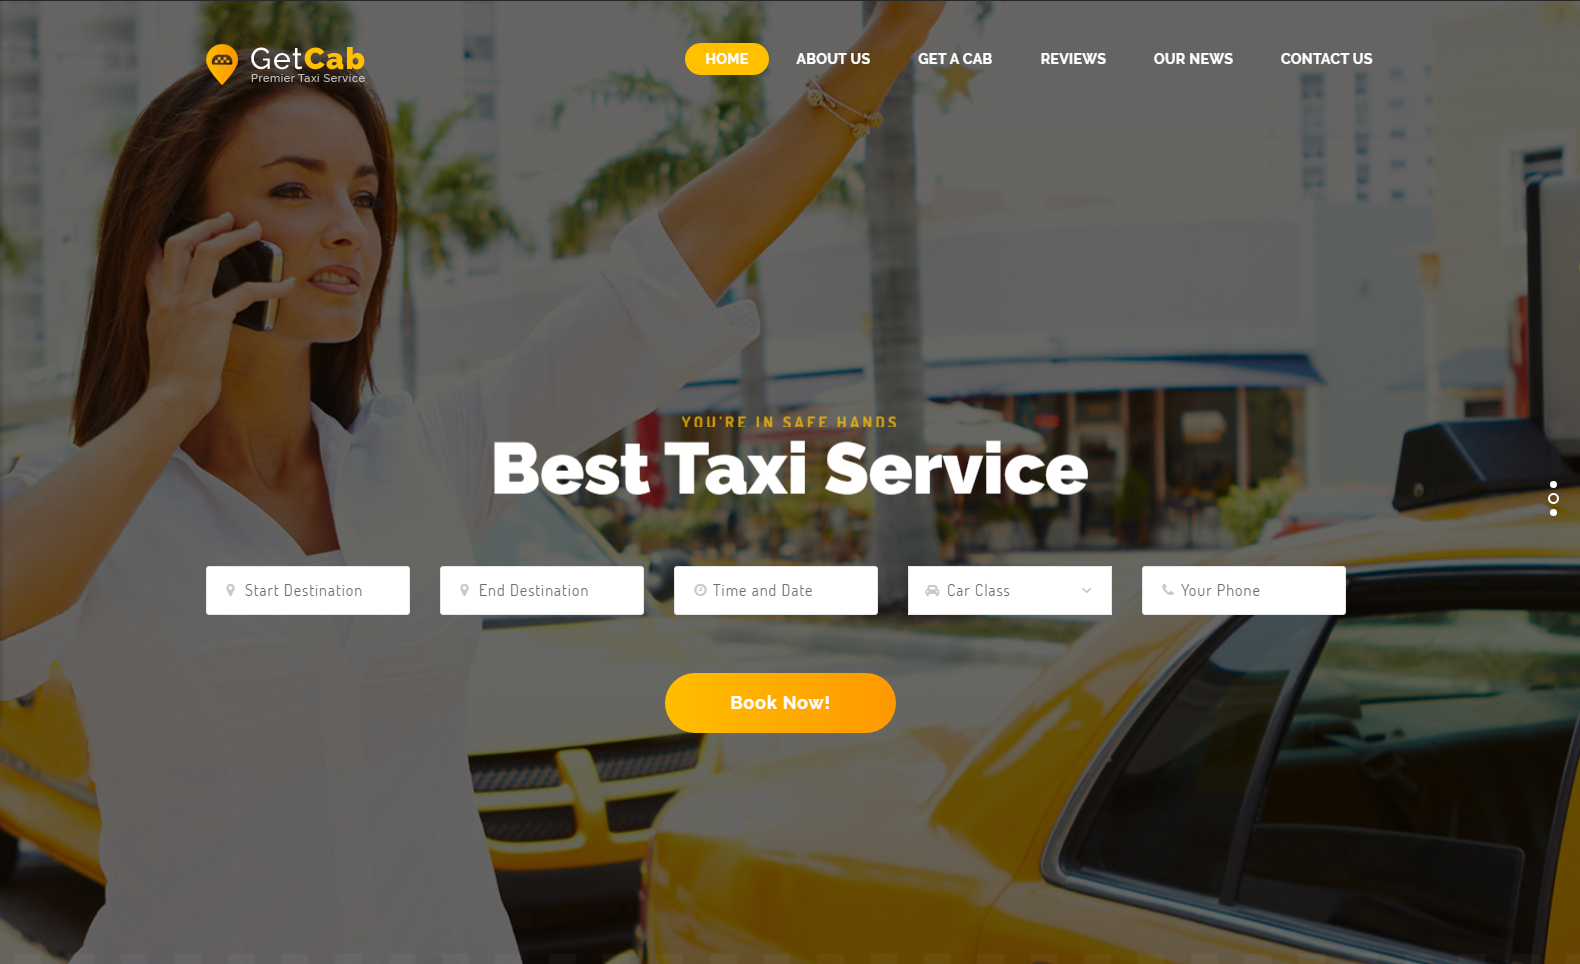 GetCab
Premier Taxi Service
HOME
ABOUT US
GET A CAB
REVIEWS
OUR NEWS
CONTACT US
YOU'RE IN SAFE HANDS
Best Taxi Service
Start Destination
End Destination
Time and Date
Car Class
Your Phone
Book Now!